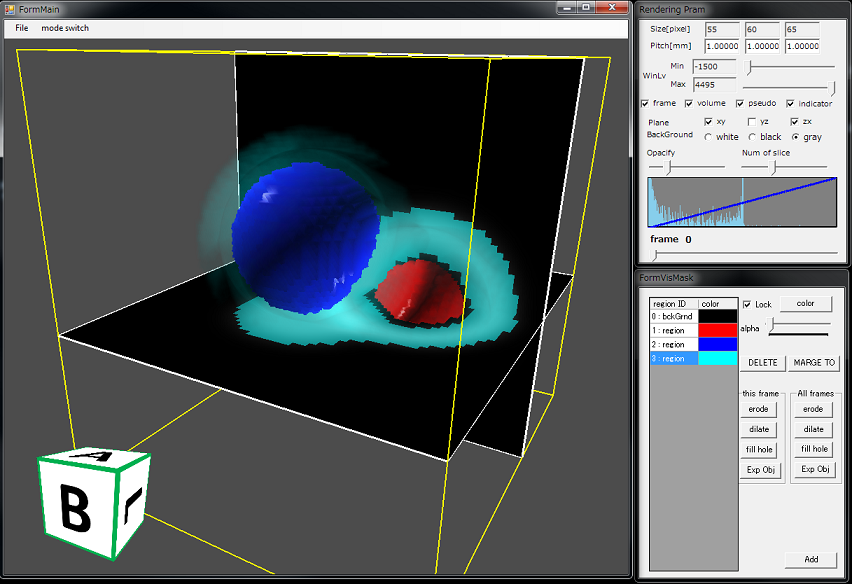 FormMain
File mode switch
A
B
Rendering Pram
Size[pixel] 55 60 65
Pitch[mm] 1.00000 1.00000 1.00000
WinLv
Min -1500
Max 4495
frame volume pseudo indicator
Plane xy yz zx
BackGround white black gray
Opacify Num of slice
frame 0
FormVisMask
region ID color
0 : bckGrnd
1 : region
2 : region
3 : region
Lock color
alpha
DELETE MARGE TO
this frame All frames
erode erode
dilate dilate
fill hole fill hole
Exp Obj Exp Obj
Add